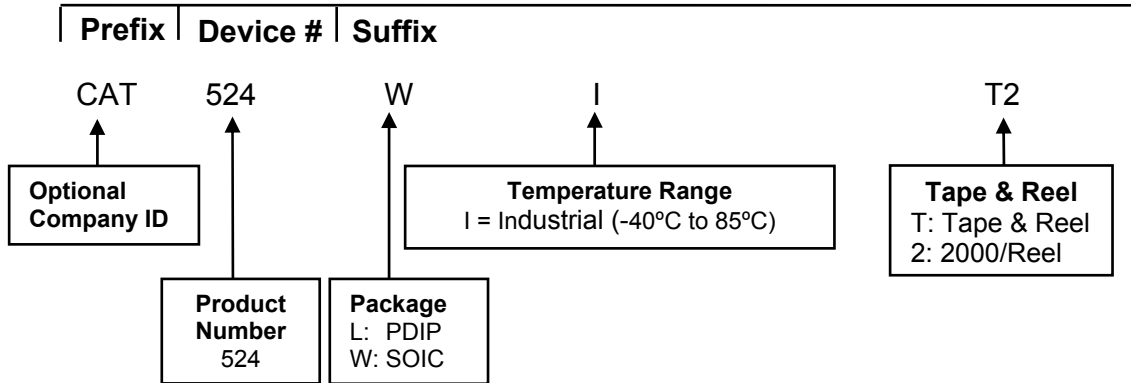 Prefix Device # Suffix
CAT 524 W I T2
Optional
Company ID
Product
Number
524
Package
L: PDIP
W: SOIC
Temperature Range
I = Industrial (-40ºC to 85ºC)
Tape & Reel
T: Tape & Reel
2: 2000/Reel